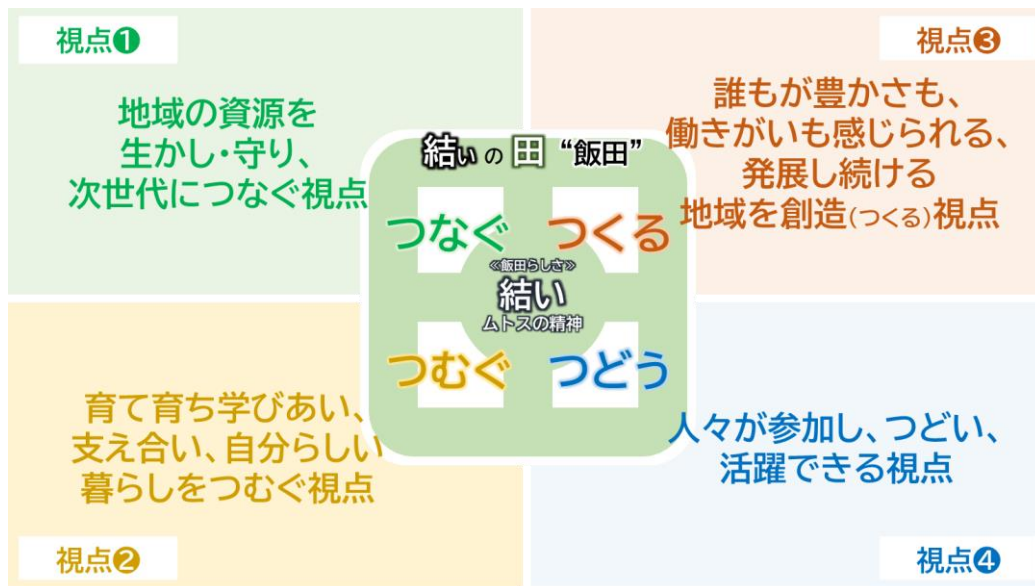 視点❶
地域の資源を
生かし・守り、
次世代につなぐ視点
視点❸
誰もが豊かさも、
働きがいも感じられる、
発展し続ける
地域を創造(つくる)視点
結い の 田 “飯田”
つなぐ
つくる
≪飯田らしさ≫
結い
ムトスの精神
つむぐ
つどう
育て育ち学びあい、
支え合い、自分らしい
暮らしをつむぐ視点
視点❷
人々が参加し、つどい、
活躍できる視点
視点❹